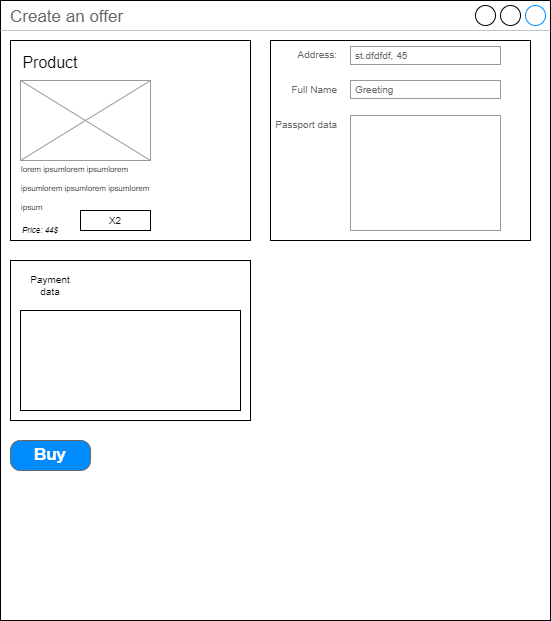 Create an offer
Product
lorem ipsumlorem ipsumlorem
ipsumlorem ipsumlorem ipsumlorem
ipsum
Price: 44$
X2
Address:
st.dfdfdf, 45
Full Name
Greeting
Passport data
Payment
data
Buy